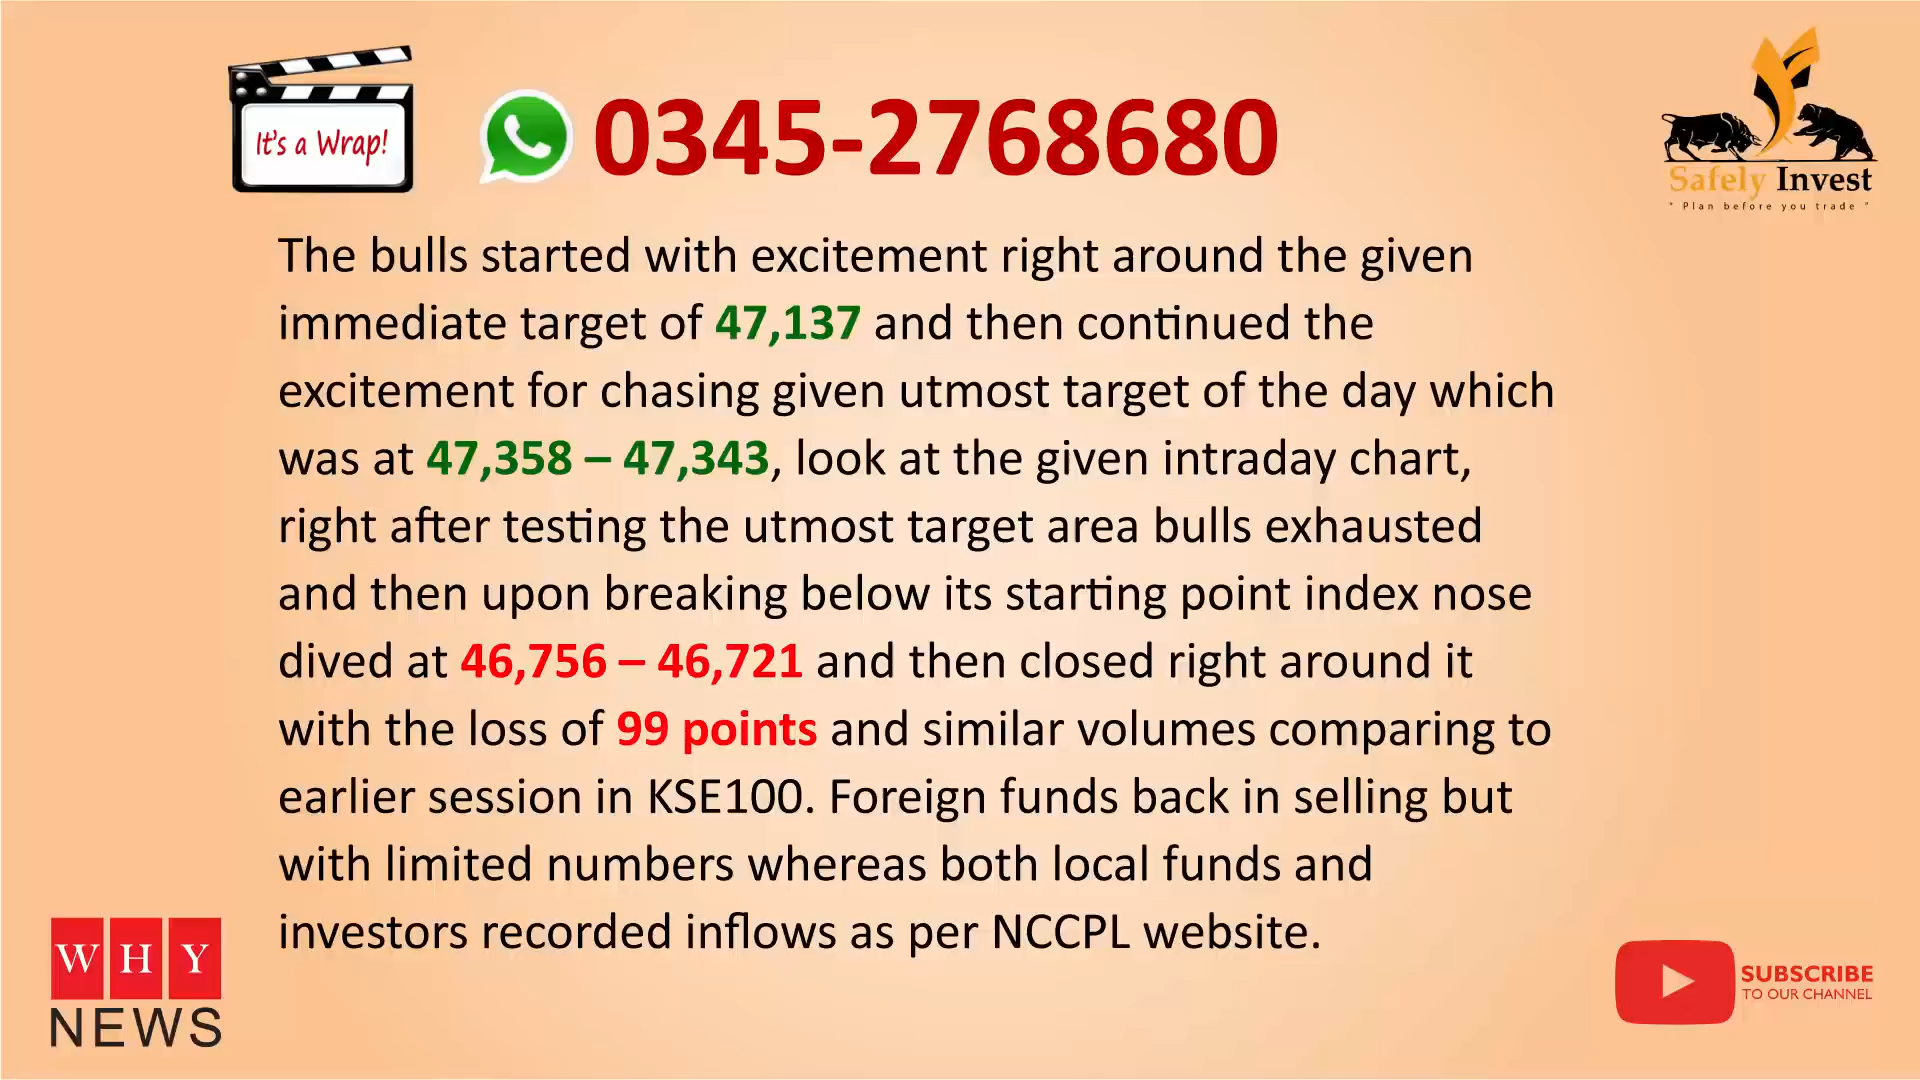 It's a Wrap!
0345-2768680
Safely Invest
" Plan before you trade "
The bulls started with excitement right around the given
immediate target of 47,137 and then continued the
excitement for chasing given utmost target of the day which
was at 47,358 – 47,343, look at the given intraday chart,
right after testing the utmost target area bulls exhausted
and then upon breaking below its starting point index nose
dived at 46,756 – 46,721 and then closed right around it
with the loss of 99 points and similar volumes comparing to
earlier session in KSE100. Foreign funds back in selling but
with limited numbers whereas both local funds and
investors recorded inflows as per NCCPL website.
WHY
NEWS
SUBSCRIBE
TO OUR CHANNEL